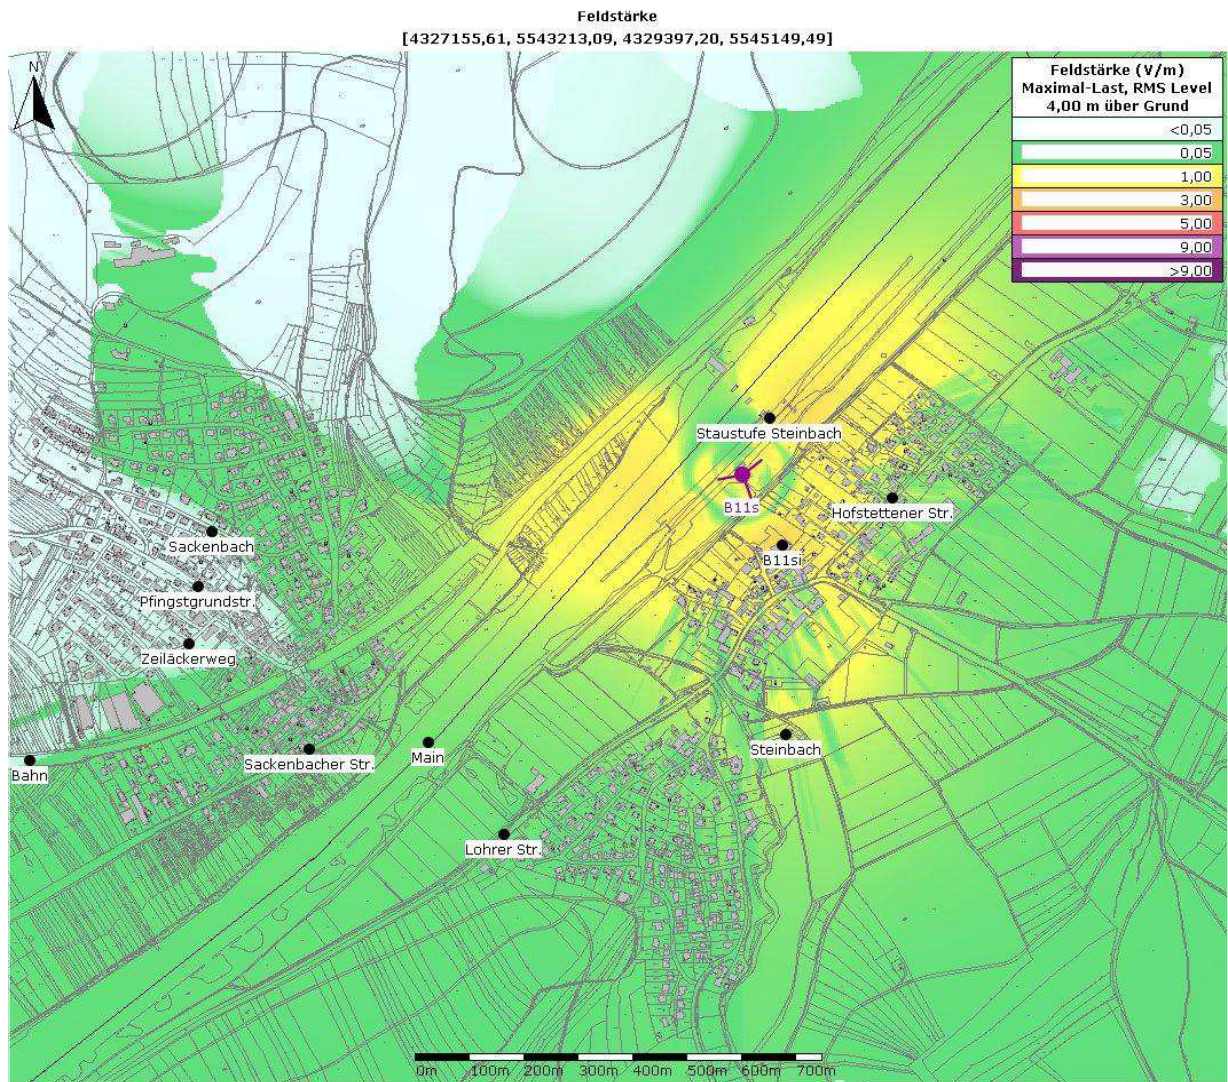 Feldstärke
[4327155,61, 5543213,09, 4329397,20, 5545149,49]
N
Feldstärke (V/m)
Maximal-Last, RMS Level
4,00 m über Grund
<0,05
0,05
1,00
3,00
5,00
9,00
>9,00
Staustufe Steinbach
B11s
Hofstettener Str.
Sackenbach
B11si
Pfingstgrundstr.
Zeiläckerweg
Steinbach
Main
Sackenbacher Str.
Bahn
Lohrer Str.
0m 100m 200m 300m 400m 500m 600m 700m